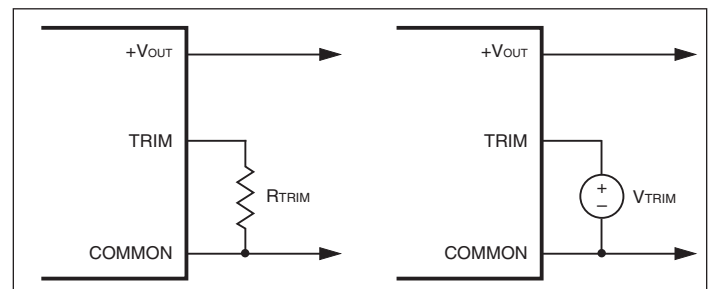 +VOUT
TRIM
RTRIM
COMMON
+VOUT
TRIM
+
–
VTRIM
COMMON